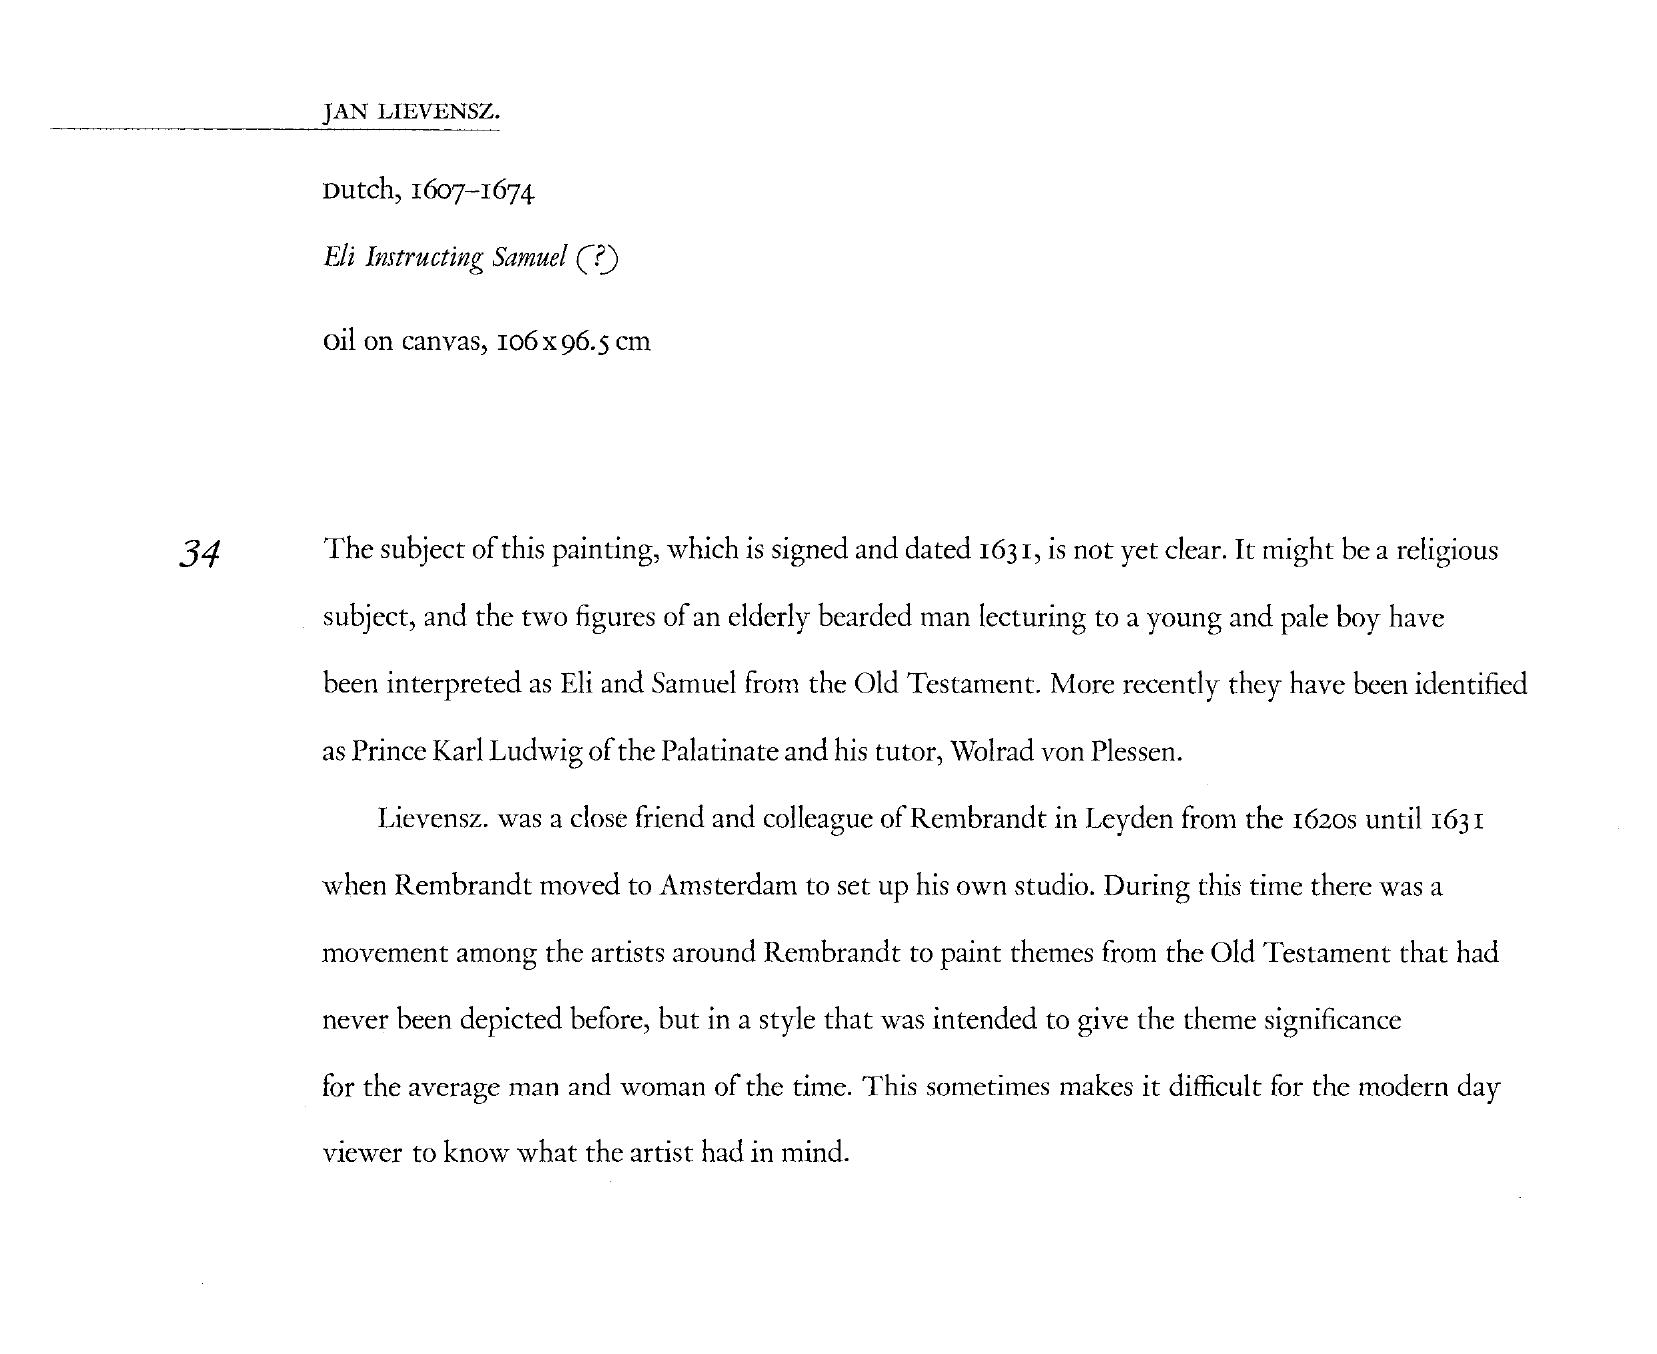 JAN LIEVENSZ.
Dutch, 1607–1674
Eli Instructing Samuel (?)
Oil on canvas, 106 x 96.5 cm
34
The subject of this painting, which is signed and dated 1631, is not yet clear. It might be a religious
subject, and the two figures of an elderly bearded man lecturing to a young and pale boy have
been interpreted as Eli and Samuel from the Old Testament. More recently they have been identified
as Prince Karl Ludwig of the Palatinate and his tutor, Wolrad von Plessen.
Lievensz. was a close friend and colleague of Rembrandt in Leyden from the 1620s until 1631
when Rembrandt moved to Amsterdam to set up his own studio. During this time there was a
movement among the artists around Rembrandt to paint themes from the Old Testament that had
never been depicted before, but in a style that was intended to give the theme significance
for the average man and woman of the time. This sometimes makes it difficult for the modern day
viewer to know what the artist had in mind.